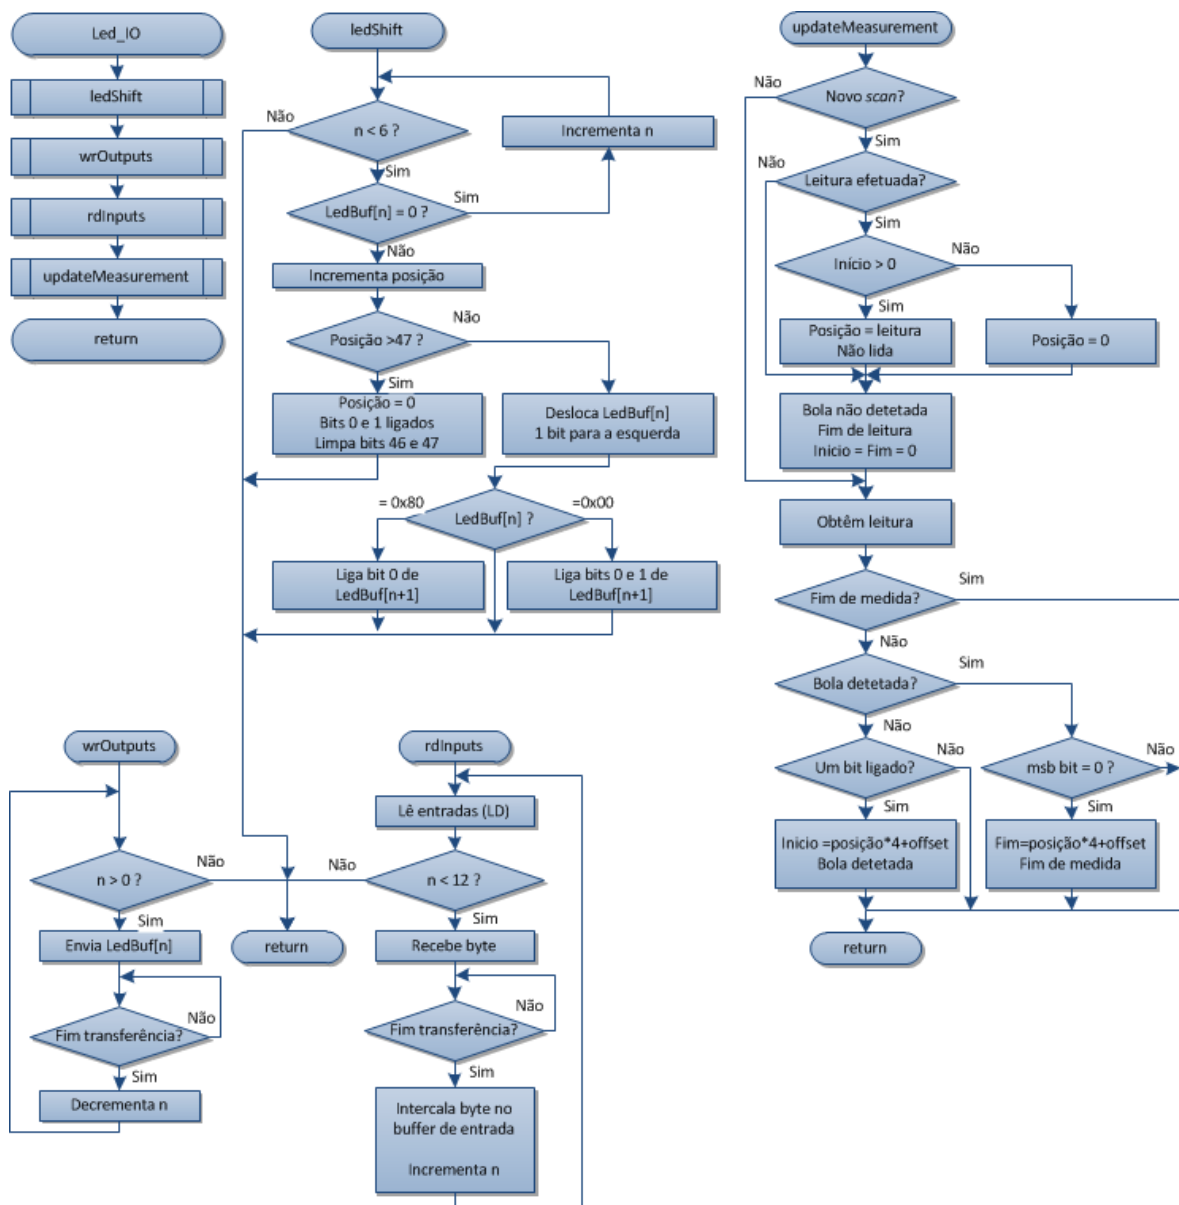 Led_IO
ledShift
wrOutputs
rdInputs
updateMeasurement
return
ledShift
Não
n < 6 ?
Incrementa n
Sim
Sim
LedBuf[n] = 0 ?
Não
Incrementa posição
Não
Posição >47 ?
Sim
Posição = 0
Bits 0 e 1 ligados
Limpa bits 46 e 47
Desloca LedBuf[n]
1 bit para a esquerda
= 0x80
=0x00
LedBuf[n] ?
Liga bit 0 de
LedBuf[n+1]
Liga bits 0 e 1 de
LedBuf[n+1]
updateMeasurement
Não
Novo scan?
Sim
Não
Leitura efetuada?
Sim
Não
Início > 0
Sim
Posição = leitura
Não lida
Posição = 0
Bola não detetada
Fim de leitura
Inicio = Fim = 0
Obtêm leitura
Sim
Fim de medida?
Não
Sim
Bola detetada?
Não
Não
Não
Um bit ligado?
msb bit = 0 ?
Sim
Sim
Inicio =posição*4+offset
Bola detetada
Fim=posição*4+offset
Fim de medida
return
wrOutputs
Não
n > 0 ?
Sim
Envia LedBuf[n]
Não
Fim transferência?
Sim
Decrementa n
return
rdInputs
Lê entradas (LD)
Não
n < 12 ?
Sim
Recebe byte
Não
Fim transferência?
Sim
Intercala byte no
buffer de entrada
Incrementa n